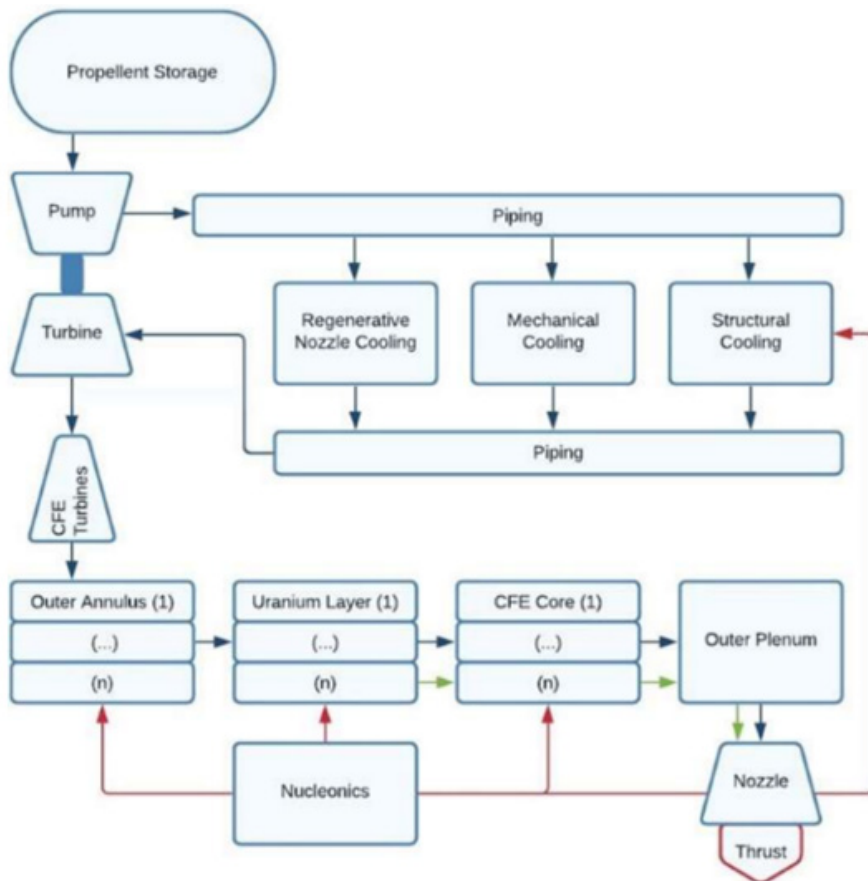 Propellent Storage
Pump
Piping
Regenerative
Nozzle Cooling
Mechanical
Cooling
Structural
Cooling
Turbine
Piping
CFE
Turbines
Outer Annulus (1)
(...)
(n)
Uranium Layer (1)
(...)
(n)
CFE Core (1)
(...)
(n)
Outer Plenum
Nucleonics
Nozzle
Thrust